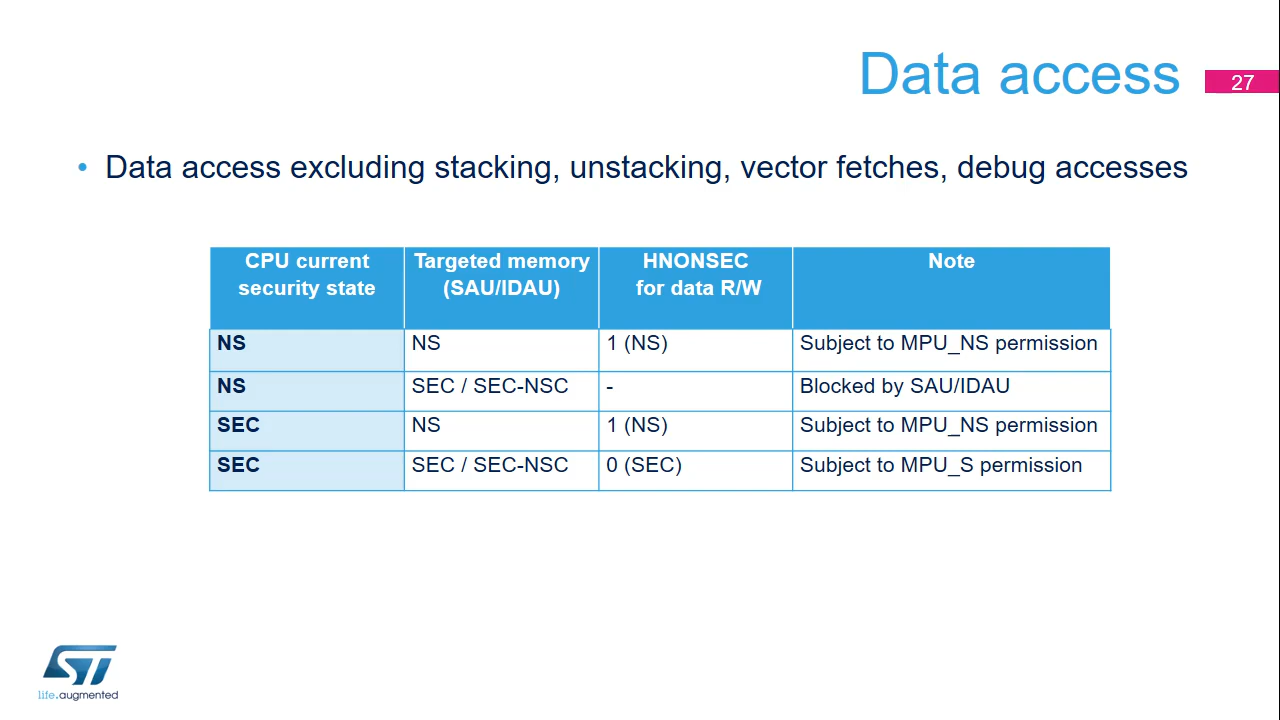 Data access
27
• Data access excluding stacking, unstacking, vector fetches, debug accesses
CPU current security state | Targeted memory (SAU/IDAU) | HNONSEC for data R/W | Note
NS | NS | 1 (NS) | Subject to MPU_NS permission
NS | SEC / SEC-NSC | - | Blocked by SAU/IDAU
SEC | NS | 1 (NS) | Subject to MPU_NS permission
SEC | SEC / SEC-NSC | 0 (SEC) | Subject to MPU_S permission
ST
life.augmented